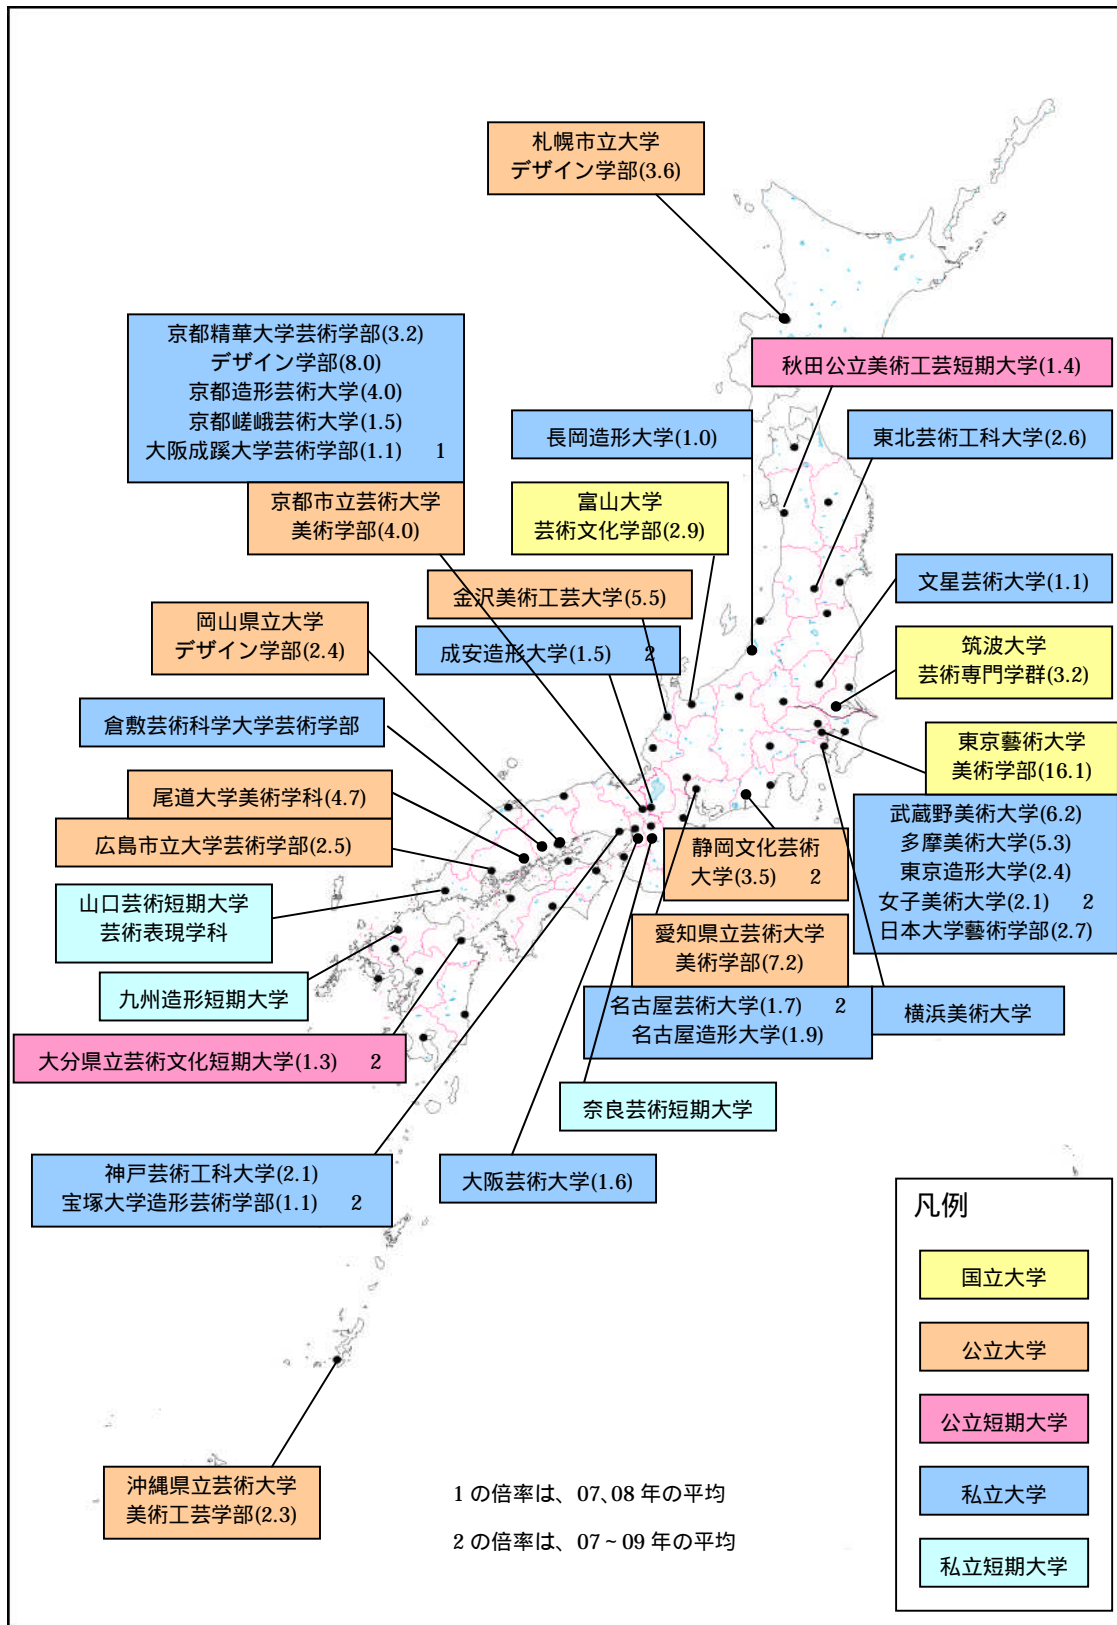 札幌市立大学
デザイン学部(3.6)
京都精華大学芸術学部(3.2)
デザイン学部(8.0)
京都造形芸術大学(4.0)
京都嵯峨芸術大学(1.5)
大阪成蹊大学芸術学部(1.1) 1
京都市立芸術大学
美術学部(4.0)
秋田公立美術工芸短期大学(1.4)
長岡造形大学(1.0)
東北芸術工科大学(2.6)
富山大学
芸術文化学部(2.9)
金沢美術工芸大学(5.5)
成安造形大学(1.5) 2
文星芸術大学(1.1)
筑波大学
芸術専門学群(3.2)
岡山県立大学
デザイン学部(2.4)
倉敷芸術科学大学芸術学部
東京藝術大学
美術学部(16.1)
尾道大学美術学科(4.7)
広島市立大学芸術学部(2.5)
武蔵野美術大学(6.2)
多摩美術大学(5.3)
東京造形大学(2.4)
女子美術大学(2.1) 2
日本大学藝術学部(2.7)
静岡文化芸術
大学(3.5) 2
山口芸術短期大学
芸術表現学科
愛知県立芸術大学
美術学部(7.2)
九州造形短期大学
名古屋芸術大学(1.7) 2
名古屋造形大学(1.9)
横浜美術大学
大分県立芸術文化短期大学(1.3) 2
奈良芸術短期大学
神戸芸術工科大学(2.1)
宝塚大学造形芸術学部(1.1) 2
大阪芸術大学(1.6)
凡例
国立大学
公立大学
公立短期大学
私立大学
私立短期大学
沖縄県立芸術大学
美術工芸学部(2.3)
1 の倍率は、07､08 年の平均
2 の倍率は、07～09 年の平均